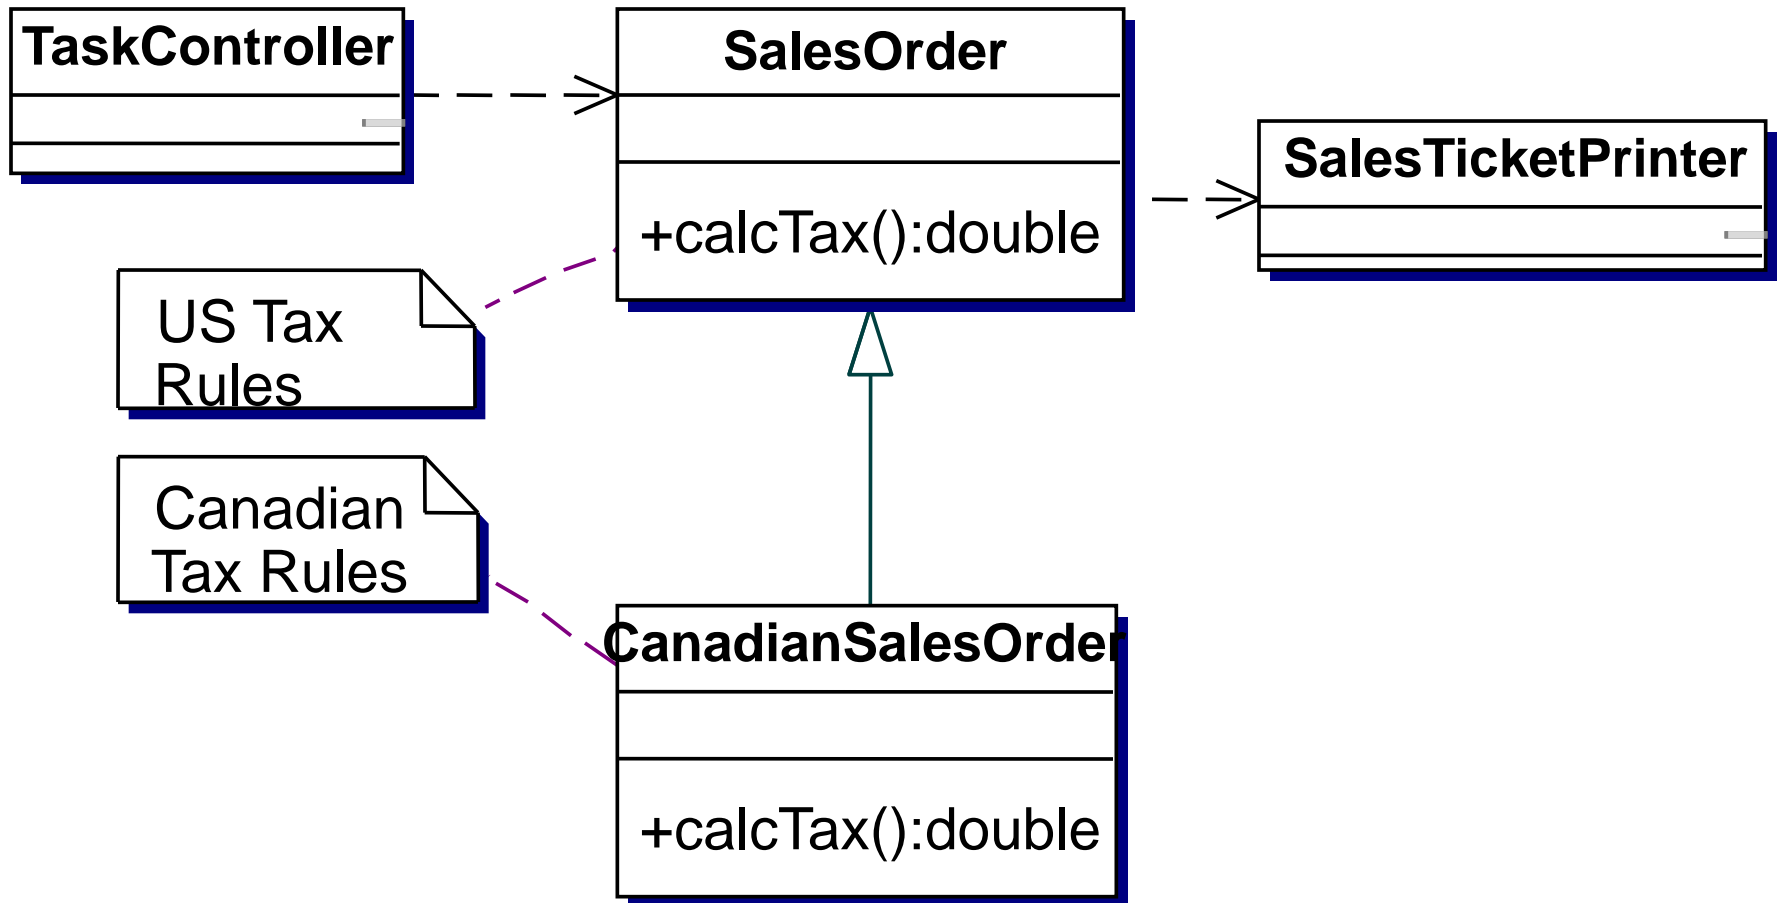 TaskController
SalesOrder
+calcTax():double
SalesTicketPrinter
US Tax
Rules
Canadian
Tax Rules
CanadianSalesOrder
+calcTax():double